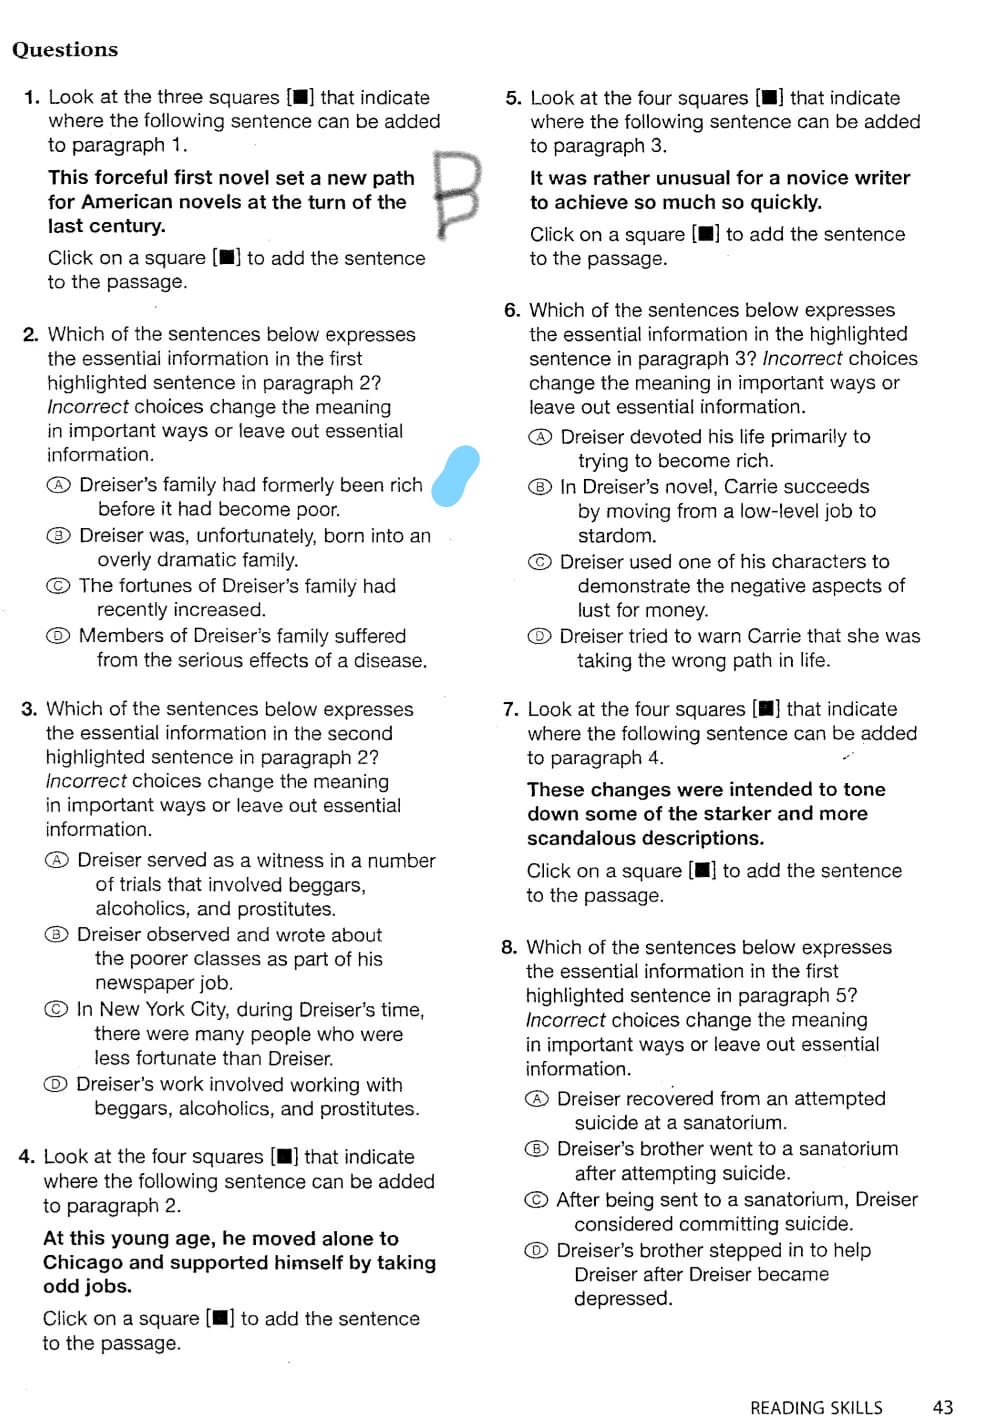 Questions
1. Look at the three squares [■] that indicate
where the following sentence can be added
to paragraph 1.
This forceful first novel set a new path
for American novels at the turn of the
last century.
Click on a square [■] to add the sentence
to the passage.
B
2. Which of the sentences below expresses
the essential information in the first
highlighted sentence in paragraph 2?
Incorrect choices change the meaning
in important ways or leave out essential
information.
Ⓐ Dreiser's family had formerly been rich
before it had become poor.
Ⓑ Dreiser was, unfortunately, born into an
overly dramatic family.
Ⓒ The fortunes of Dreiser's family had
recently increased.
Ⓓ Members of Dreiser's family suffered
from the serious effects of a disease.
3. Which of the sentences below expresses
the essential information in the second
highlighted sentence in paragraph 2?
Incorrect choices change the meaning
in important ways or leave out essential
information.
Ⓐ Dreiser served as a witness in a number
of trials that involved beggars,
alcoholics, and prostitutes.
Ⓑ Dreiser observed and wrote about
the poorer classes as part of his
newspaper job.
Ⓒ In New York City, during Dreiser's time,
there were many people who were
less fortunate than Dreiser.
Ⓓ Dreiser's work involved working with
beggars, alcoholics, and prostitutes.
4. Look at the four squares [■] that indicate
where the following sentence can be added
to paragraph 2.
At this young age, he moved alone to
Chicago and supported himself by taking
odd jobs.
Click on a square [■] to add the sentence
to the passage.
5. Look at the four squares [■] that indicate
where the following sentence can be added
to paragraph 3.
It was rather unusual for a novice writer
to achieve so much so quickly.
Click on a square [■] to add the sentence
to the passage.
6. Which of the sentences below expresses
the essential information in the highlighted
sentence in paragraph 3? Incorrect choices
change the meaning in important ways or
leave out essential information.
Ⓐ Dreiser devoted his life primarily to
trying to become rich.
Ⓑ In Dreiser's novel, Carrie succeeds
by moving from a low-level job to
stardom.
Ⓒ Dreiser used one of his characters to
demonstrate the negative aspects of
lust for money.
Ⓓ Dreiser tried to warn Carrie that she was
taking the wrong path in life.
7. Look at the four squares [■] that indicate
where the following sentence can be added
to paragraph 4.
These changes were intended to tone
down some of the starker and more
scandalous descriptions.
Click on a square [■] to add the sentence
to the passage.
8. Which of the sentences below expresses
the essential information in the first
highlighted sentence in paragraph 5?
Incorrect choices change the meaning
in important ways or leave out essential
information.
Ⓐ Dreiser recovered from an attempted
suicide at a sanatorium.
Ⓑ Dreiser's brother went to a sanatorium
after attempting suicide.
Ⓒ After being sent to a sanatorium, Dreiser
considered committing suicide.
Ⓓ Dreiser's brother stepped in to help
Dreiser after Dreiser became
depressed.
READING SKILLS 43